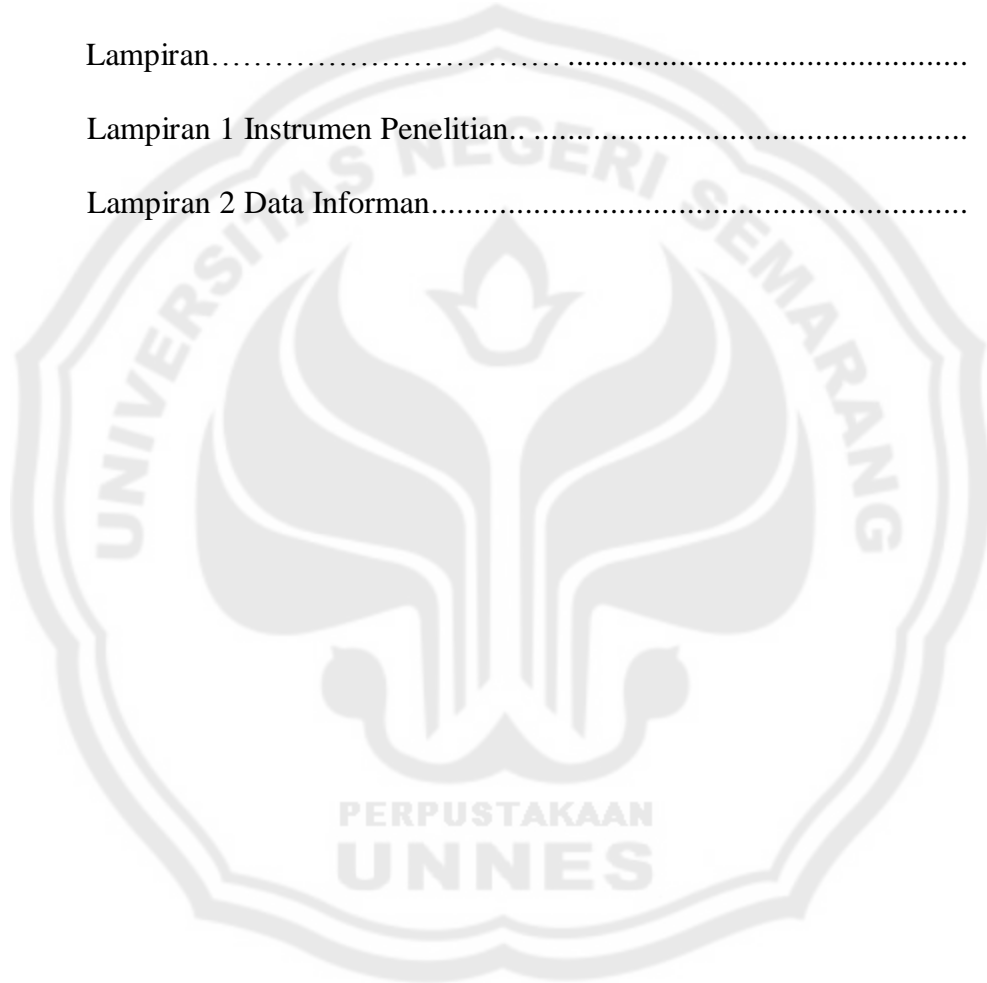 Lampiran…………………………… ................................................
Lampiran 1 Instrumen Penelitian.. ....................................................
Lampiran 2 Data Informan................................................................
UNIVERSITAS NEGERI SEMARANG
PERPUSTAKAAN
UNNES